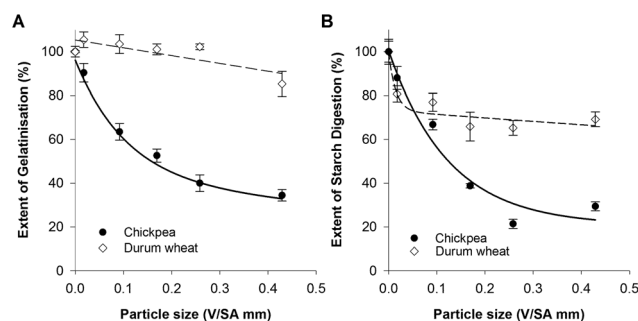 A
Extent of Gelatinisation (%)
100
80
60
40
20
0
Chickpea
Durum wheat
0.0 0.1 0.2 0.3 0.4 0.5
Particle size (V/SA mm)
B
Extent of Starch Digestion (%)
100
80
60
40
20
0
Chickpea
Durum wheat
0.0 0.1 0.2 0.3 0.4 0.5
Particle size (V/SA mm)